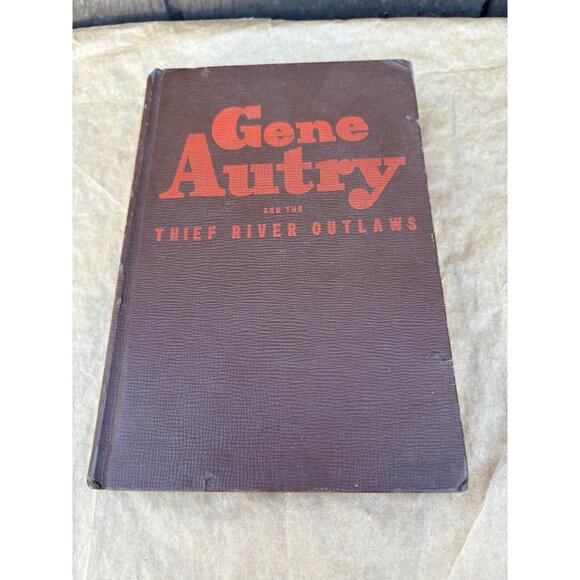 Gene
Autry
AND THE
THIEF RIVER OUTLAWS